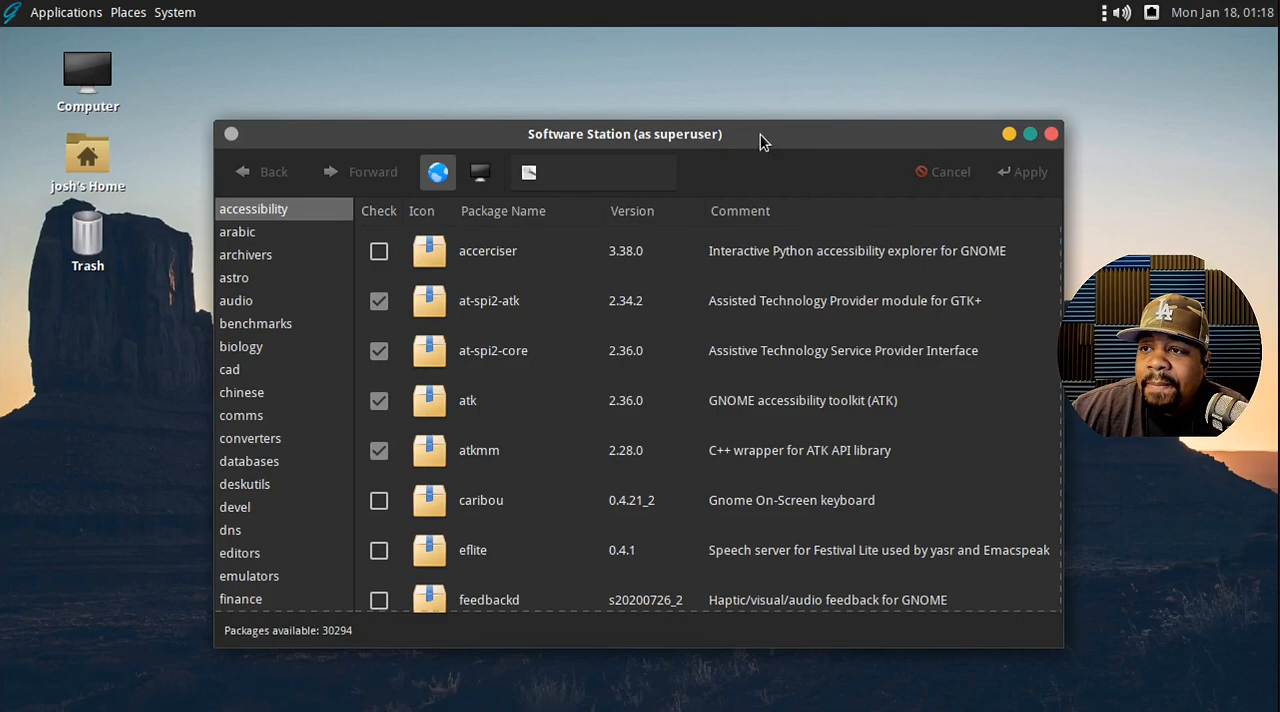 Applications Places System
Mon Jan 18, 01:18
Computer
josh's Home
Trash
Software Station (as superuser)
Back Forward
Cancel Apply
accessibility
arabic
archivers
astro
audio
benchmarks
biology
cad
chinese
comms
converters
databases
deskutils
devel
dns
editors
emulators
finance
Check Icon Package Name Version Comment
accerciser 3.38.0 Interactive Python accessibility explorer for GNOME
at-spi2-atk 2.34.2 Assisted Technology Provider module for GTK+
at-spi2-core 2.36.0 Assistive Technology Service Provider Interface
atk 2.36.0 GNOME accessibility toolkit (ATK)
atkmm 2.28.0 C++ wrapper for ATK API library
caribou 0.4.21_2 Gnome On-Screen keyboard
eflite 0.4.1 Speech server for Festival Lite used by yasr and Emacspeak
feedbackd s20200726_2 Haptic/visual/audio feedback for GNOME
Packages available: 30294
LA